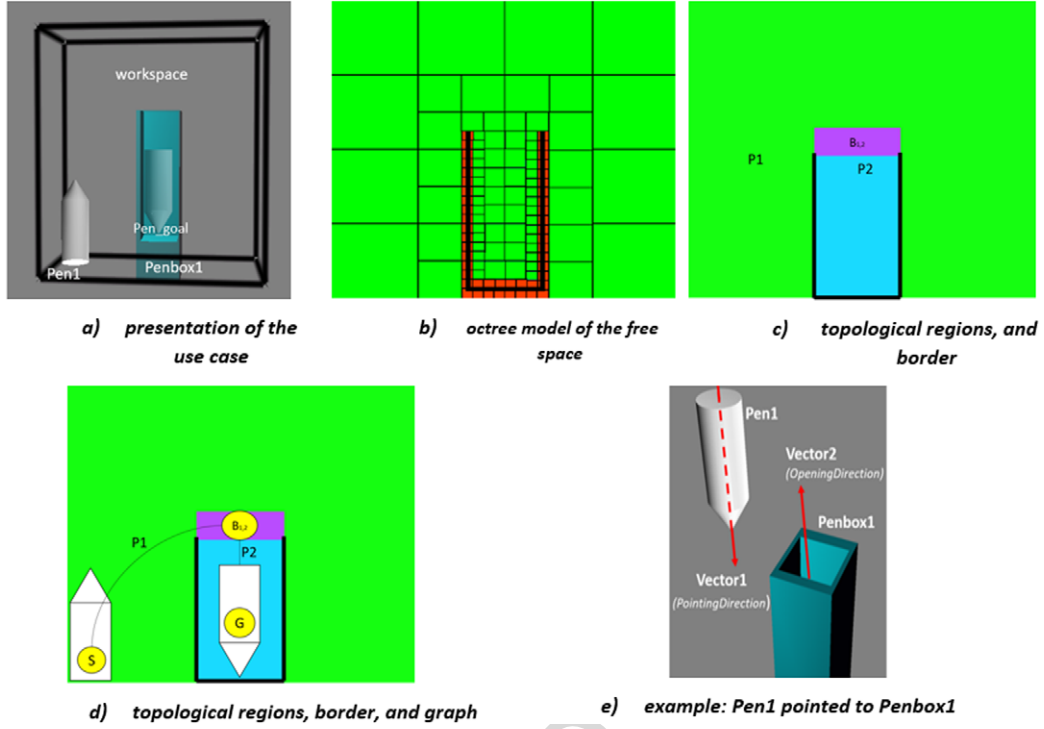 workspace
Pen_goal
Pen1
Penbox1
a) presentation of the
use case
b) octree model of the free
space
P1
B₁,₂
P2
c) topological regions, and
border
P1
B₁,₂
P2
S
G
d) topological regions, border, and graph
Pen1
Vector2
(OpeningDirection)
Penbox1
Vector1
(PointingDirection)
e) example: Pen1 pointed to Penbox1